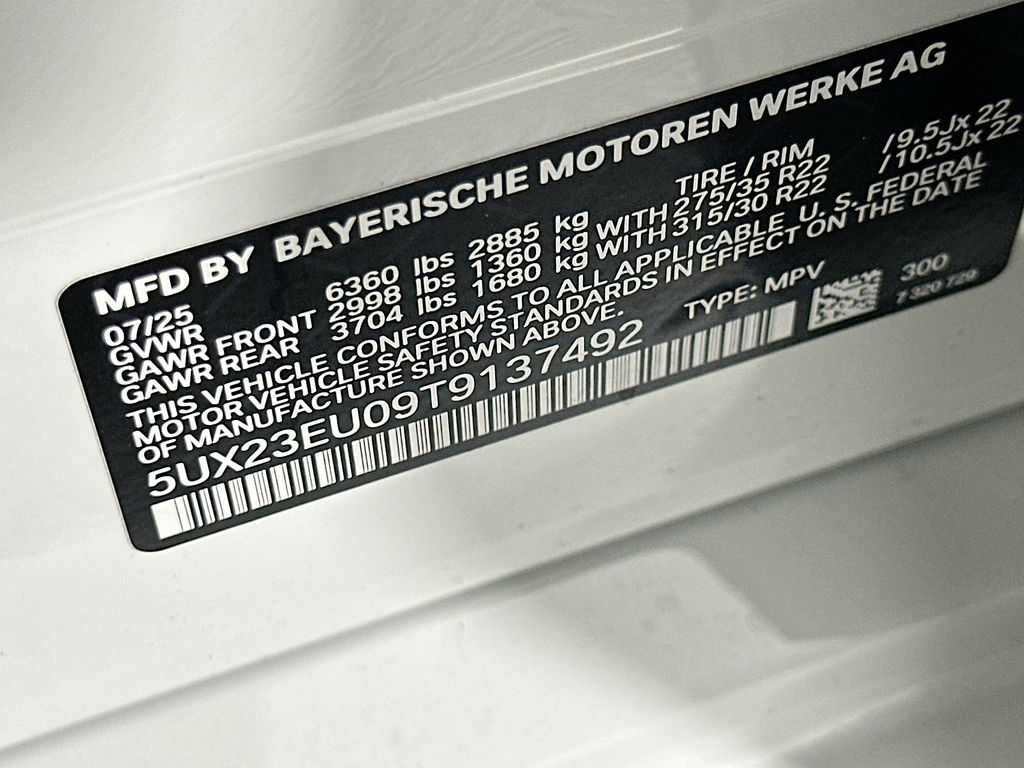 MFD BY BAYERISCHE MOTOREN WERKE AG
07/25 TIRE / RIM
GVWR 6360 lbs 2885 kg WITH 275/35 R22 /9.5Jx 22
GAWR FRONT 2998 lbs 1360 kg WITH 315/30 R22 /10.5Jx 22
GAWR REAR 3704 lbs 1680 kg
THIS VEHICLE CONFORMS TO ALL APPLICABLE U. S. FEDERAL
MOTOR VEHICLE SAFETY STANDARDS IN EFFECT ON THE DATE
OF MANUFACTURE SHOWN ABOVE.
5UX23EU09T9137492 TYPE: MPV 300
7 320 729